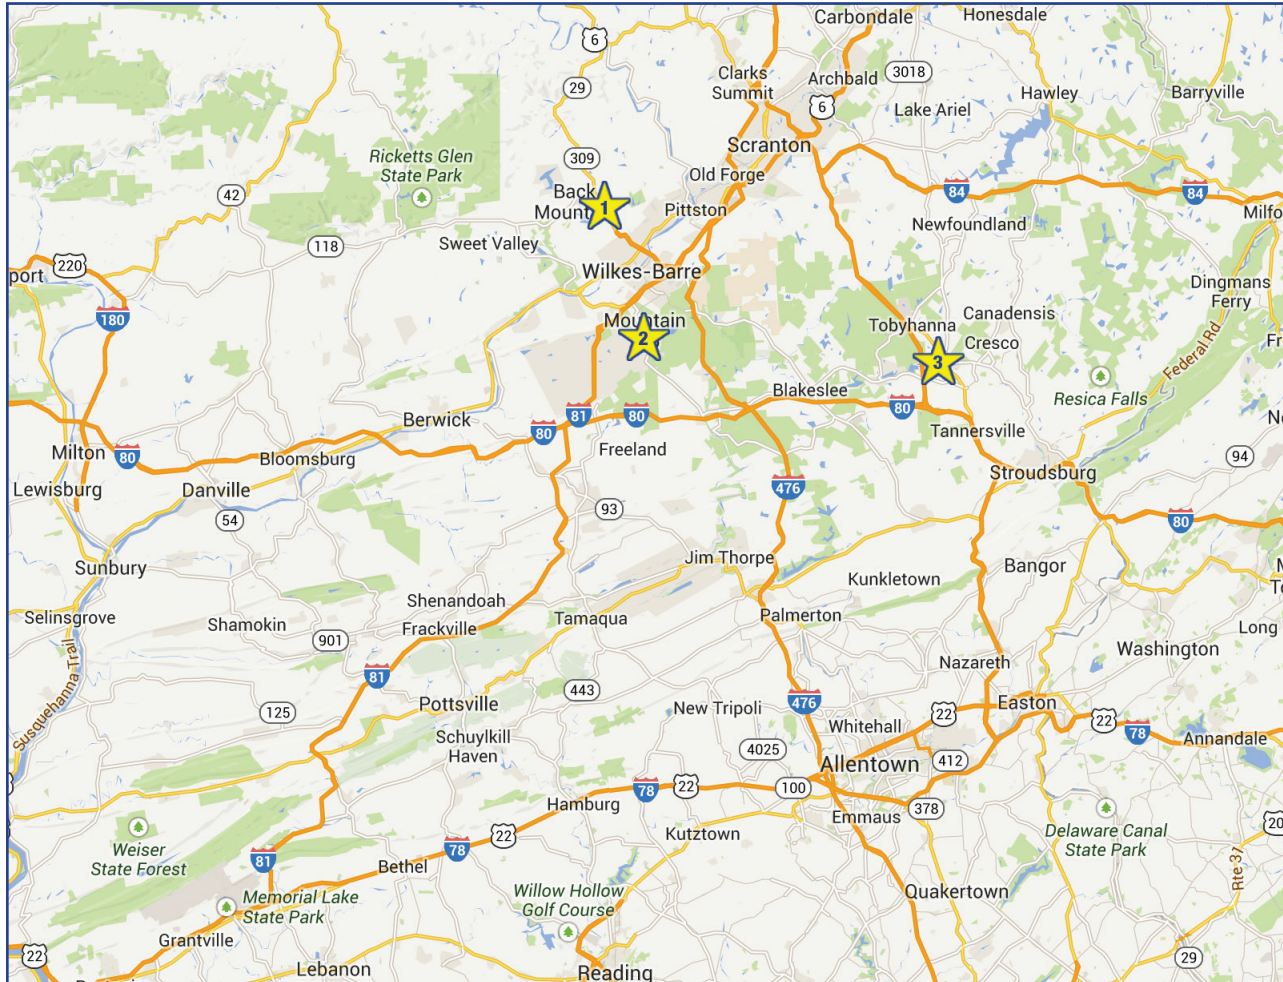 Carbondale
Honesdale
6
Clarks
Summit
Archbald
3018
29
6
Hawley
Barryville
Lake Ariel
Scranton
309
Ricketts Glen
State Park
Old Forge
42
Back
Mount
1
Pittston
84
84
Newfoundland
Milfo
118
Sweet Valley
220
port
Wilkes-Barre
Dingmans
Ferry
180
Mountain
2
Tobyhanna
Canadensis
Cresco
3
Federal Rd
Fr
Blakeslee
Resica Falls
Berwick
81
80
80
80
Tannersville
Freeland
Milton
80
Bloomsburg
94
Stroudsburg
Lewisburg
Danville
476
54
93
80
Sunbury
Jim Thorpe
Bangor
Kunkletown
Shenandoah
Selinsgrove
Shamokin
Frackville
Tamaqua
Palmerton
901
Long
Washington
Susquehanna Trail
81
443
Nazareth
Pottsville
476
New Tripoli
Easton
125
Whitehall
22
22
78
Annandale
Schuylkill
Haven
4025
Allentown
412
78
22
100
Hamburg
378
Emmaus
Kutztown
Weiser
State Forest
22
78
Delaware Canal
State Park
20
81
Bethel
Rte 31
Willow Hollow
Golf Course
Quakertown
Memorial Lake
State Park
Grantville
22
29
Lebanon
Reading